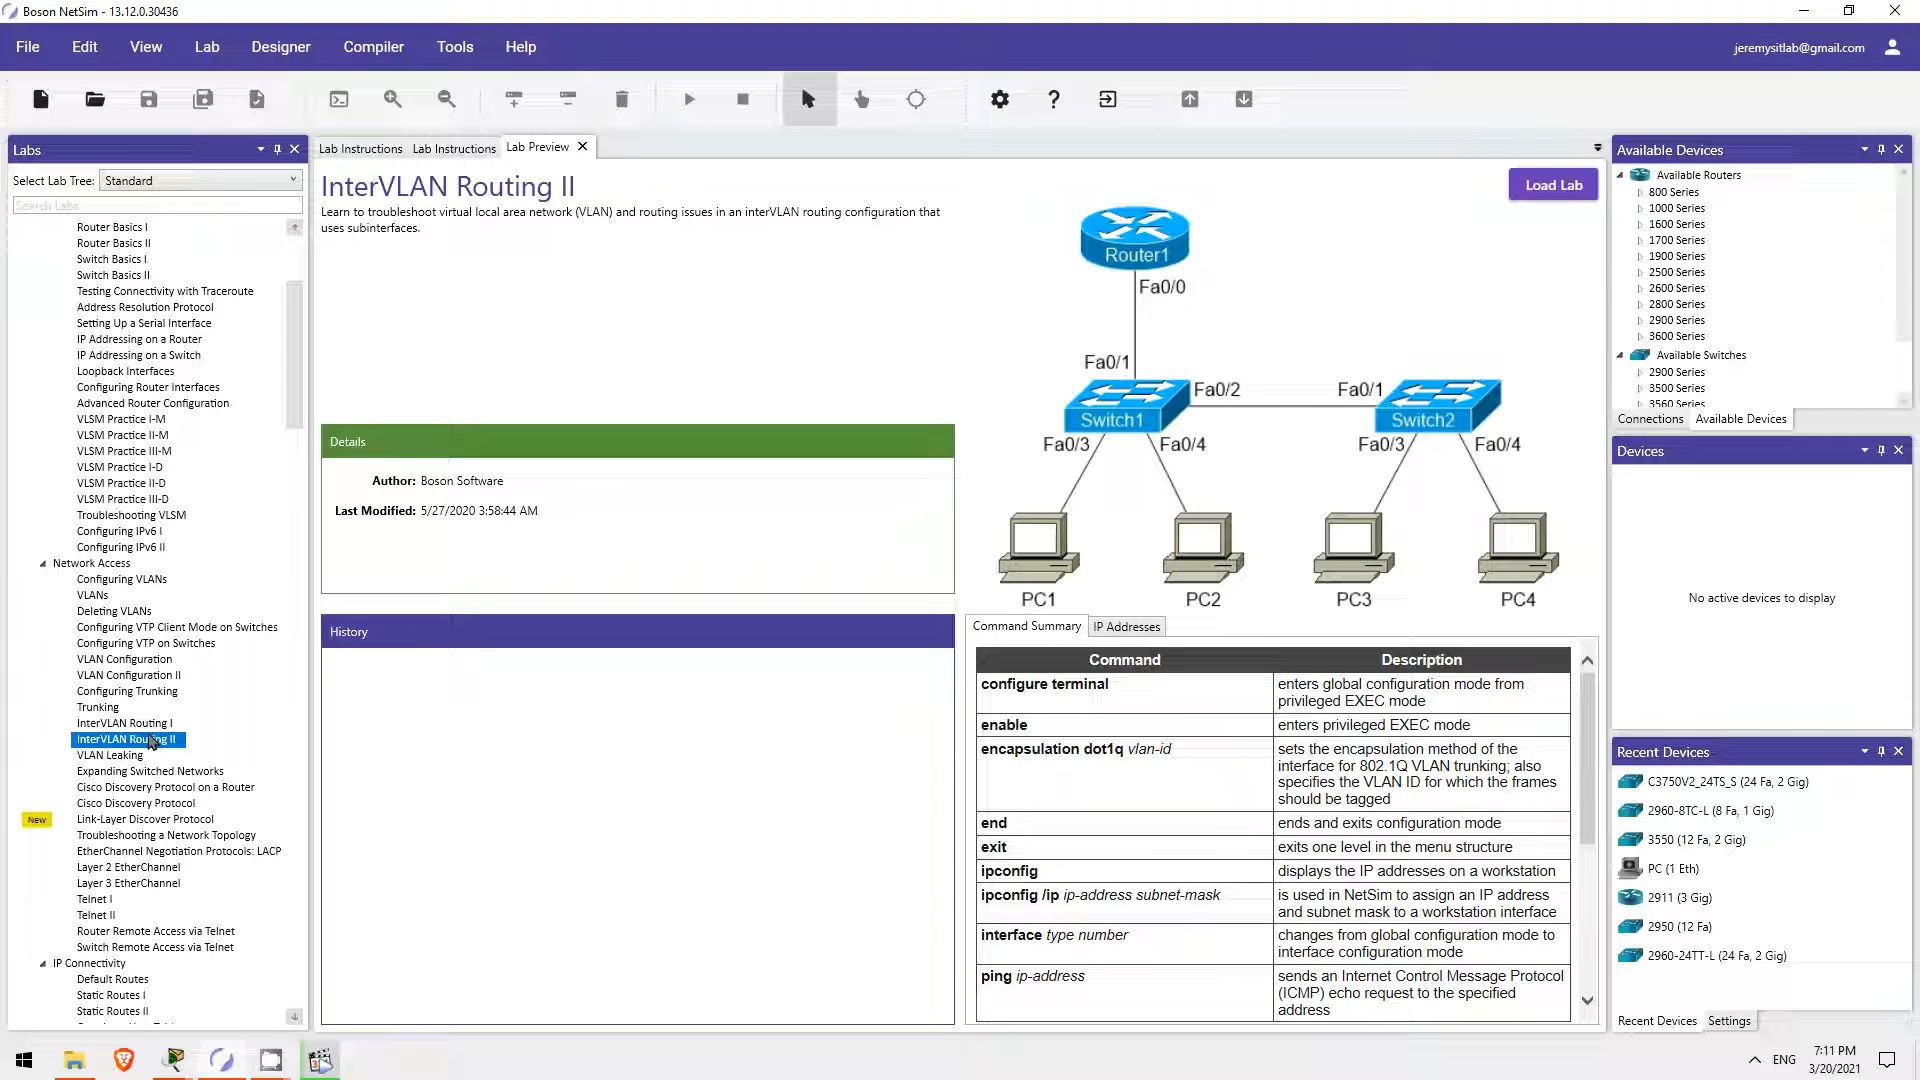 Boson NetSim - 13.12.0.30436
File Edit View Lab Designer Compiler Tools Help
jeremysitlab@gmail.com
Labs
Select Lab Tree: Standard
Search Labs
Router Basics I
Router Basics II
Switch Basics I
Switch Basics II
Testing Connectivity with Traceroute
Address Resolution Protocol
Setting Up a Serial Interface
IP Addressing on a Router
IP Addressing on a Switch
Loopback Interfaces
Configuring Router Interfaces
Advanced Router Configuration
VLSM Practice I-M
VLSM Practice II-M
VLSM Practice III-M
VLSM Practice I-D
VLSM Practice II-D
VLSM Practice III-D
Troubleshooting VLSM
Configuring IPv6 I
Configuring IPv6 II
Network Access
Configuring VLANs
VLANs
Deleting VLANs
Configuring VTP Client Mode on Switches
Configuring VTP on Switches
VLAN Configuration
VLAN Configuration II
Configuring Trunking
Trunking
InterVLAN Routing I
InterVLAN Routing II
VLAN Leaking
Expanding Switched Networks
Cisco Discovery Protocol on a Router
Cisco Discovery Protocol
New Link-Layer Discover Protocol
Troubleshooting a Network Topology
EtherChannel Negotiation Protocols: LACP
Layer 2 EtherChannel
Layer 3 EtherChannel
Telnet I
Telnet II
Router Remote Access via Telnet
Switch Remote Access via Telnet
IP Connectivity
Default Routes
Static Routes I
Static Routes II
Lab Instructions Lab Instructions Lab Preview
InterVLAN Routing II
Load Lab
Learn to troubleshoot virtual local area network (VLAN) and routing issues in an interVLAN routing configuration that
uses subinterfaces.
Details
Author: Boson Software
Last Modified: 5/27/2020 3:58:44 AM
History
Router1
Fa0/0
Fa0/1
Fa0/2 Fa0/1
Switch1 Switch2
Fa0/3 Fa0/4 Fa0/3 Fa0/4
PC1 PC2 PC3 PC4
Command Summary IP Addresses
Command Description
configure terminal enters global configuration mode from
privileged EXEC mode
enable enters privileged EXEC mode
encapsulation dot1q vlan-id sets the encapsulation method of the
interface for 802.1Q VLAN trunking; also
specifies the VLAN ID for which the frames
should be tagged
end ends and exits configuration mode
exit exits one level in the menu structure
ipconfig displays the IP addresses on a workstation
ipconfig /ip ip-address subnet-mask is used in NetSim to assign an IP address
and subnet mask to a workstation interface
interface type number changes from global configuration mode to
interface configuration mode
ping ip-address sends an Internet Control Message Protocol
(ICMP) echo request to the specified
address
Available Devices
Available Routers
800 Series
1000 Series
1600 Series
1700 Series
1900 Series
2500 Series
2600 Series
2800 Series
2900 Series
3600 Series
Available Switches
2900 Series
3500 Series
3560 Series
Connections Available Devices
Devices
No active devices to display
Recent Devices
C3750V2_24TS_S (24 Fa, 2 Gig)
2960-8TC-L (8 Fa, 1 Gig)
3550 (12 Fa, 2 Gig)
PC (1 Eth)
2911 (3 Gig)
2950 (12 Fa)
2960-24TT-L (24 Fa, 2 Gig)
Recent Devices Settings
ENG
7:11 PM
3/20/2021